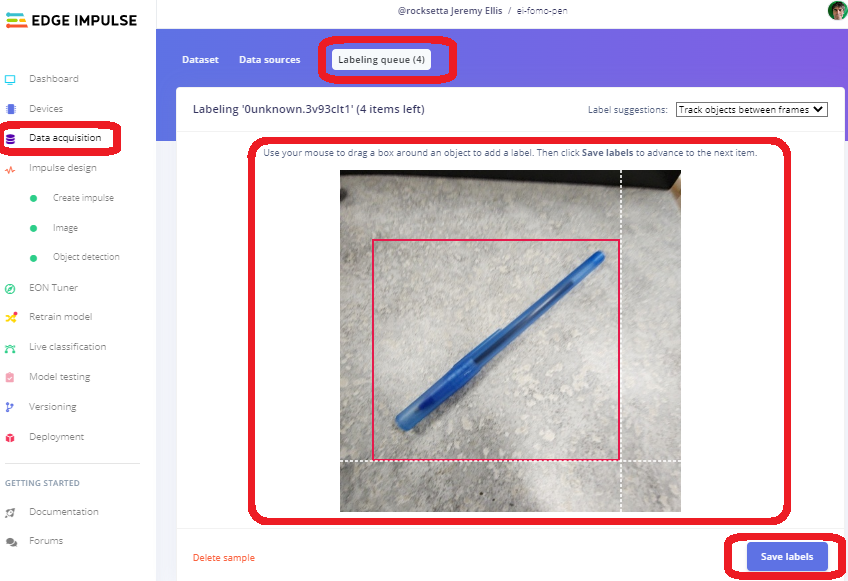 EDGE IMPULSE
@rocksetta Jeremy Ellis / ei-fomo-pen
Dataset
Data sources
Labeling queue (4)
Dashboard
Devices
Data acquisition
Impulse design
Create impulse
Image
Object detection
EON Tuner
Retrain model
Live classification
Model testing
Versioning
Deployment
GETTING STARTED
Documentation
Forums
Labeling '0unknown.3v93clt1' (4 items left)
Label suggestions: Track objects between frames
Use your mouse to drag a box around an object to add a label. Then click Save labels to advance to the next item.
Delete sample
Save labels